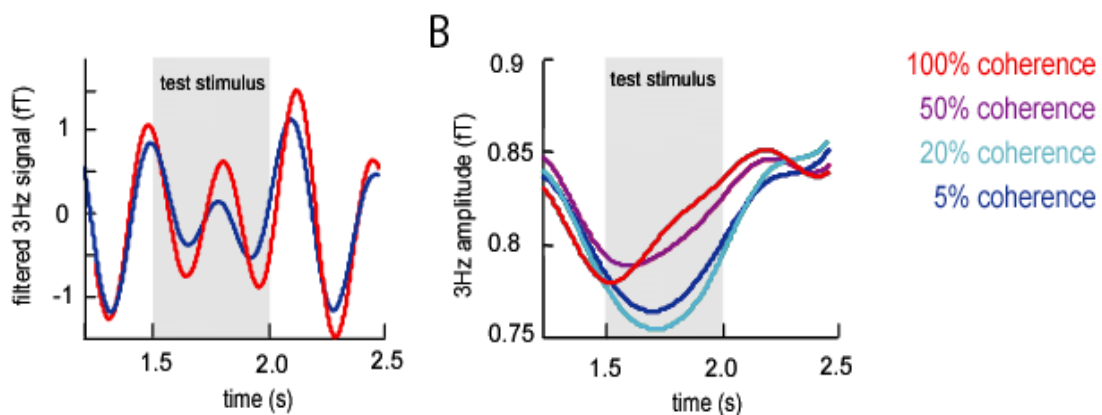 B
filtered 3Hz signal (fT)
1
0
-1
test stimulus
1.5
2.0
2.5
time (s)
3Hz amplitude (fT)
0.9
0.85
0.8
0.75
test stimulus
1.5
2.0
2.5
time (s)
100% coherence
50% coherence
20% coherence
5% coherence